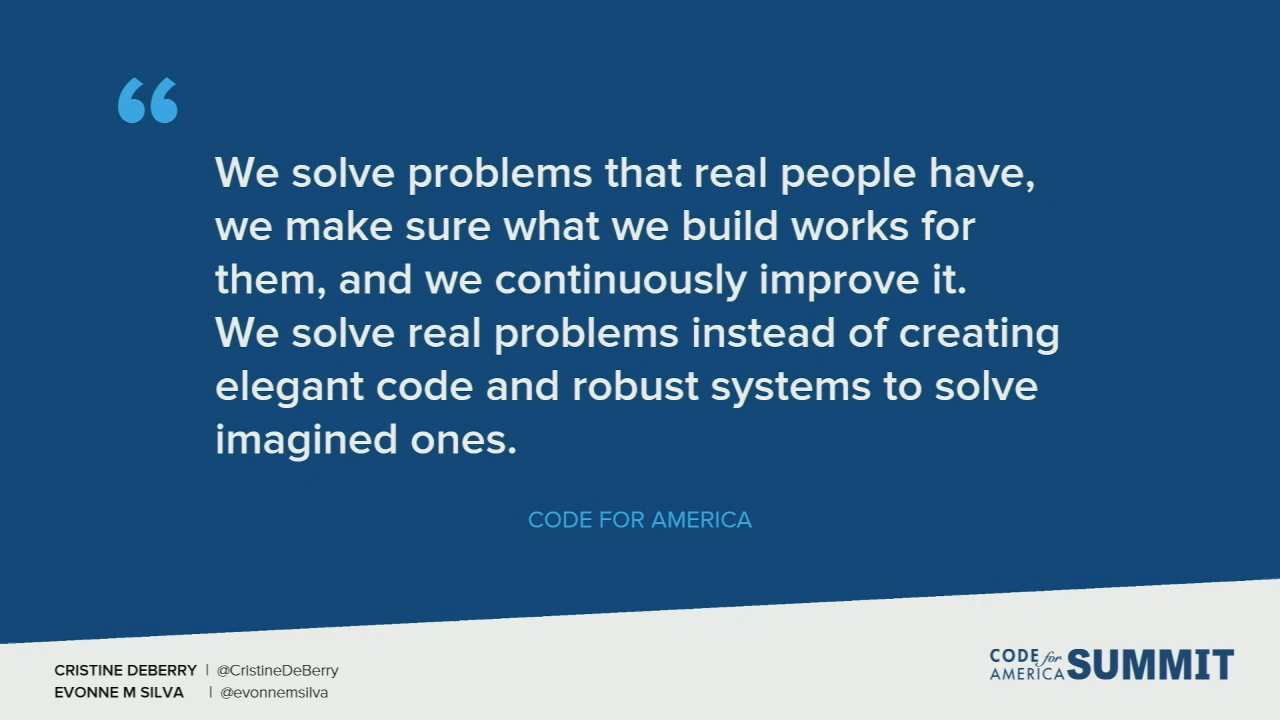 “
We solve problems that real people have,
we make sure what we build works for
them, and we continuously improve it.
We solve real problems instead of creating
elegant code and robust systems to solve
imagined ones.
CODE FOR AMERICA
CRISTINE DEBERRY | @CristineDeBerry
EVONNE M SILVA | @evonnemsilva
CODE for
AMERICA SUMMIT